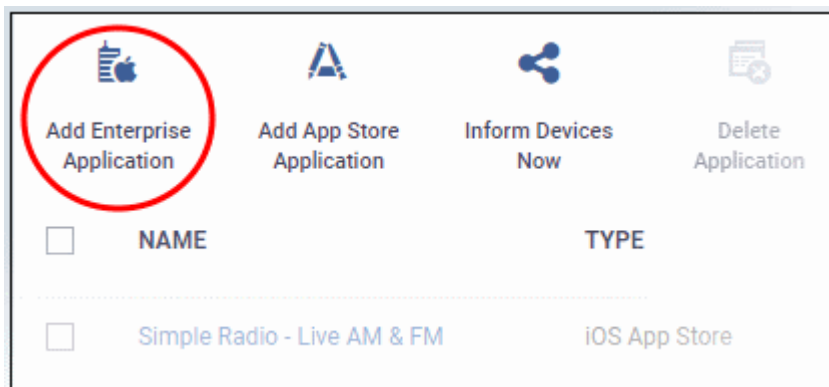 Add Enterprise
Application
Add App Store
Application
Inform Devices
Now
Delete
Application
NAME TYPE
Simple Radio - Live AM & FM iOS App Store